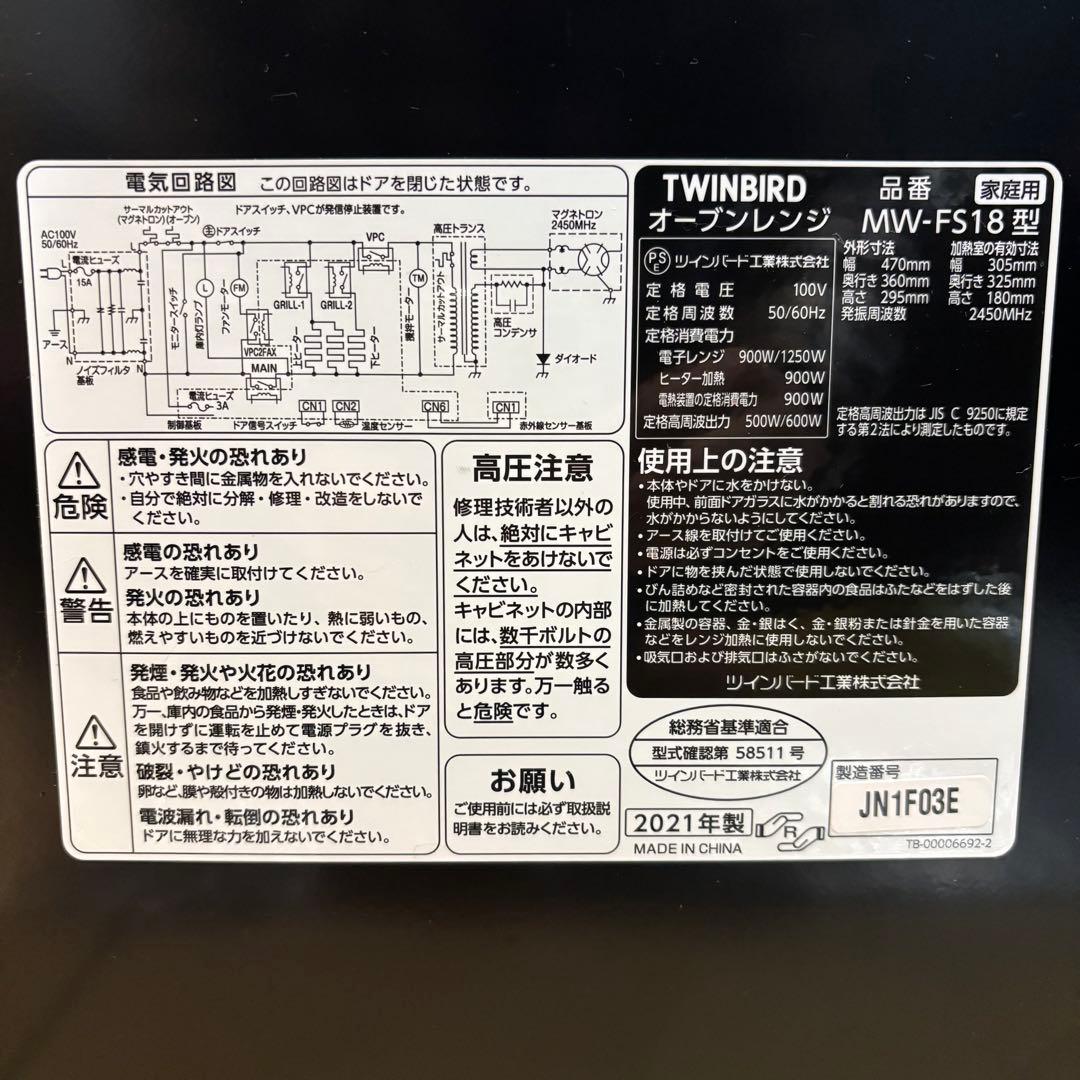 電気回路図 この回路図はドアを閉じた状態です。
サーマルカットアウト
(マグネトロン)(オーブン)
ドアスイッチ、VPCが発信停止装置です。
AC100V
50/60Hz
主 ドアスイッチ
VPC
高圧トランス
マグネトロン
2450MHz
L
電流ヒューズ
15A
モニタースイッチ
L
庫内灯ランプ
FM
ファンモータ
GRILL-1
GRILL-2
TM
撹拌モータ
サーマルカットアウト
高圧
コンデンサ
アース
N
N
ノイズフィルタ
基板
VPC2FAX
MAIN
上ヒータ
下ヒータ
ダイオード
電流ヒューズ
3A
CN1
CN2
CN6
CN1
制御基板
ドア信号スイッチ
温度センサー
赤外線センサー基板
危険
感電・発火の恐れあり
・穴やすき間に金属物を入れないでください。
・自分で絶対に分解・修理・改造をしないで
ください。
警告
感電の恐れあり
アースを確実に取付けてください。
発火の恐れあり
本体の上にものを置いたり、熱に弱いもの、
燃えやすいものを近づけないでください。
注意
発煙・発火や火花の恐れあり
食品や飲み物などを加熱しすぎないでください。
万一、庫内の食品から発煙・発火したときは、ドア
を開けずに運転を止めて電源プラグを抜き、
鎮火するまで待ってください。
破裂・やけどの恐れあり
卵など、膜や殻付きの物は加熱しないでください。
電波漏れ・転倒の恐れあり
ドアに無理な力を加えないでください。
高圧注意
修理技術者以外の
人は、絶対にキャビ
ネットをあけないで
ください。
キャビネットの内部
には、数千ボルトの
高圧部分が数多く
あります。万一触る
と危険です。
お願い
ご使用前には必ず取扱説
明書をお読みください。
TWINBIRD 品番 家庭用
オーブンレンジ MW-FS18 型
PSE ツインバード工業株式会社
定格電圧 100V
定格周波数 50/60Hz
定格消費電力
電子レンジ 900W/1250W
ヒーター加熱 900W
電熱装置の定格消費電力 900W
定格高周波出力 500W/600W
外形寸法 加熱室の有効寸法
幅 470mm 幅 305mm
奥行き 360mm 奥行き 325mm
高さ 295mm 高さ 180mm
発振周波数 2450MHz
定格高周波出力はJIS C 9250に規定
する第2法により測定したものです。
使用上の注意
・本体やドアに水をかけない。
使用中、前面ドアガラスに水がかかると割れる恐れがありますので、
水がかからないようにしてください。
・アース線を取付けてご使用ください。
・電源は必ずコンセントをご使用ください。
・ドアに物を挟んだ状態で使用しないでください。
・びん詰めなど密封された容器内の食品はふたなどをはずした後
に加熱してください。
・金属製の容器、金・銀はく、金・銀粉または針金を用いた容器
などをレンジ加熱に使用しないでください。
・吸気口および排気口はふさがないでください。
ツインバード工業株式会社
総務省基準適合
型式確認第 58511 号
ツインバード工業株式会社
2021年製
R
MADE IN CHINA
製造番号
JN1F03E
TB-00006692-2